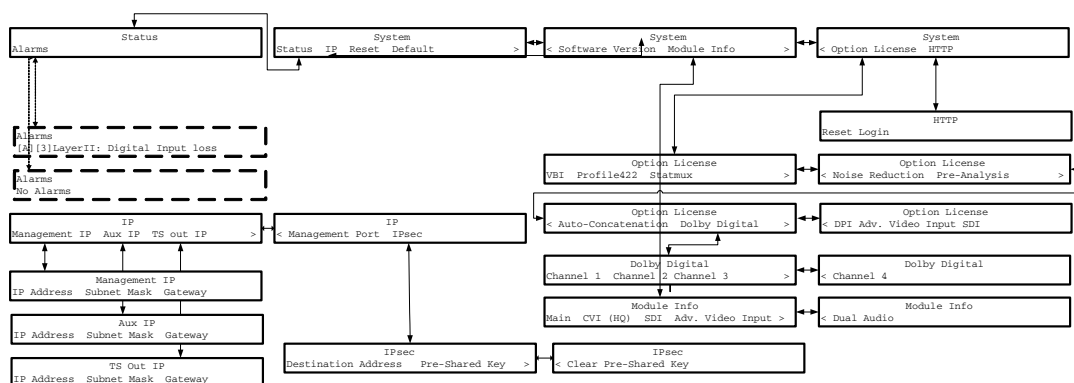 Status
Alarms
System
Status IP Reset Default >
System
< Software Version Module Info >
System
< Option License HTTP
HTTP
Reset Login
Alarms
[A][3]LayerII: Digital Input loss
Alarms
No Alarms
Option License
VBI Profile422 Statmux >
Option License
< Noise Reduction Pre-Analysis >
IP
Management IP Aux IP TS out IP >
IP
< Management Port IPsec
Option License
< Auto-Concatenation Dolby Digital >
Option License
< DPI Adv. Video Input SDI
Management IP
IP Address Subnet Mask Gateway
Dolby Digital
Channel 1 Channel 2 Channel 3 >
Dolby Digital
< Channel 4
Aux IP
IP Address Subnet Mask Gateway
Module Info
Main CVI (HQ) SDI Adv. Video Input >
Module Info
< Dual Audio
TS Out IP
IP Address Subnet Mask Gateway
IPsec
Destination Address Pre-Shared Key >
IPsec
< Clear Pre-Shared Key